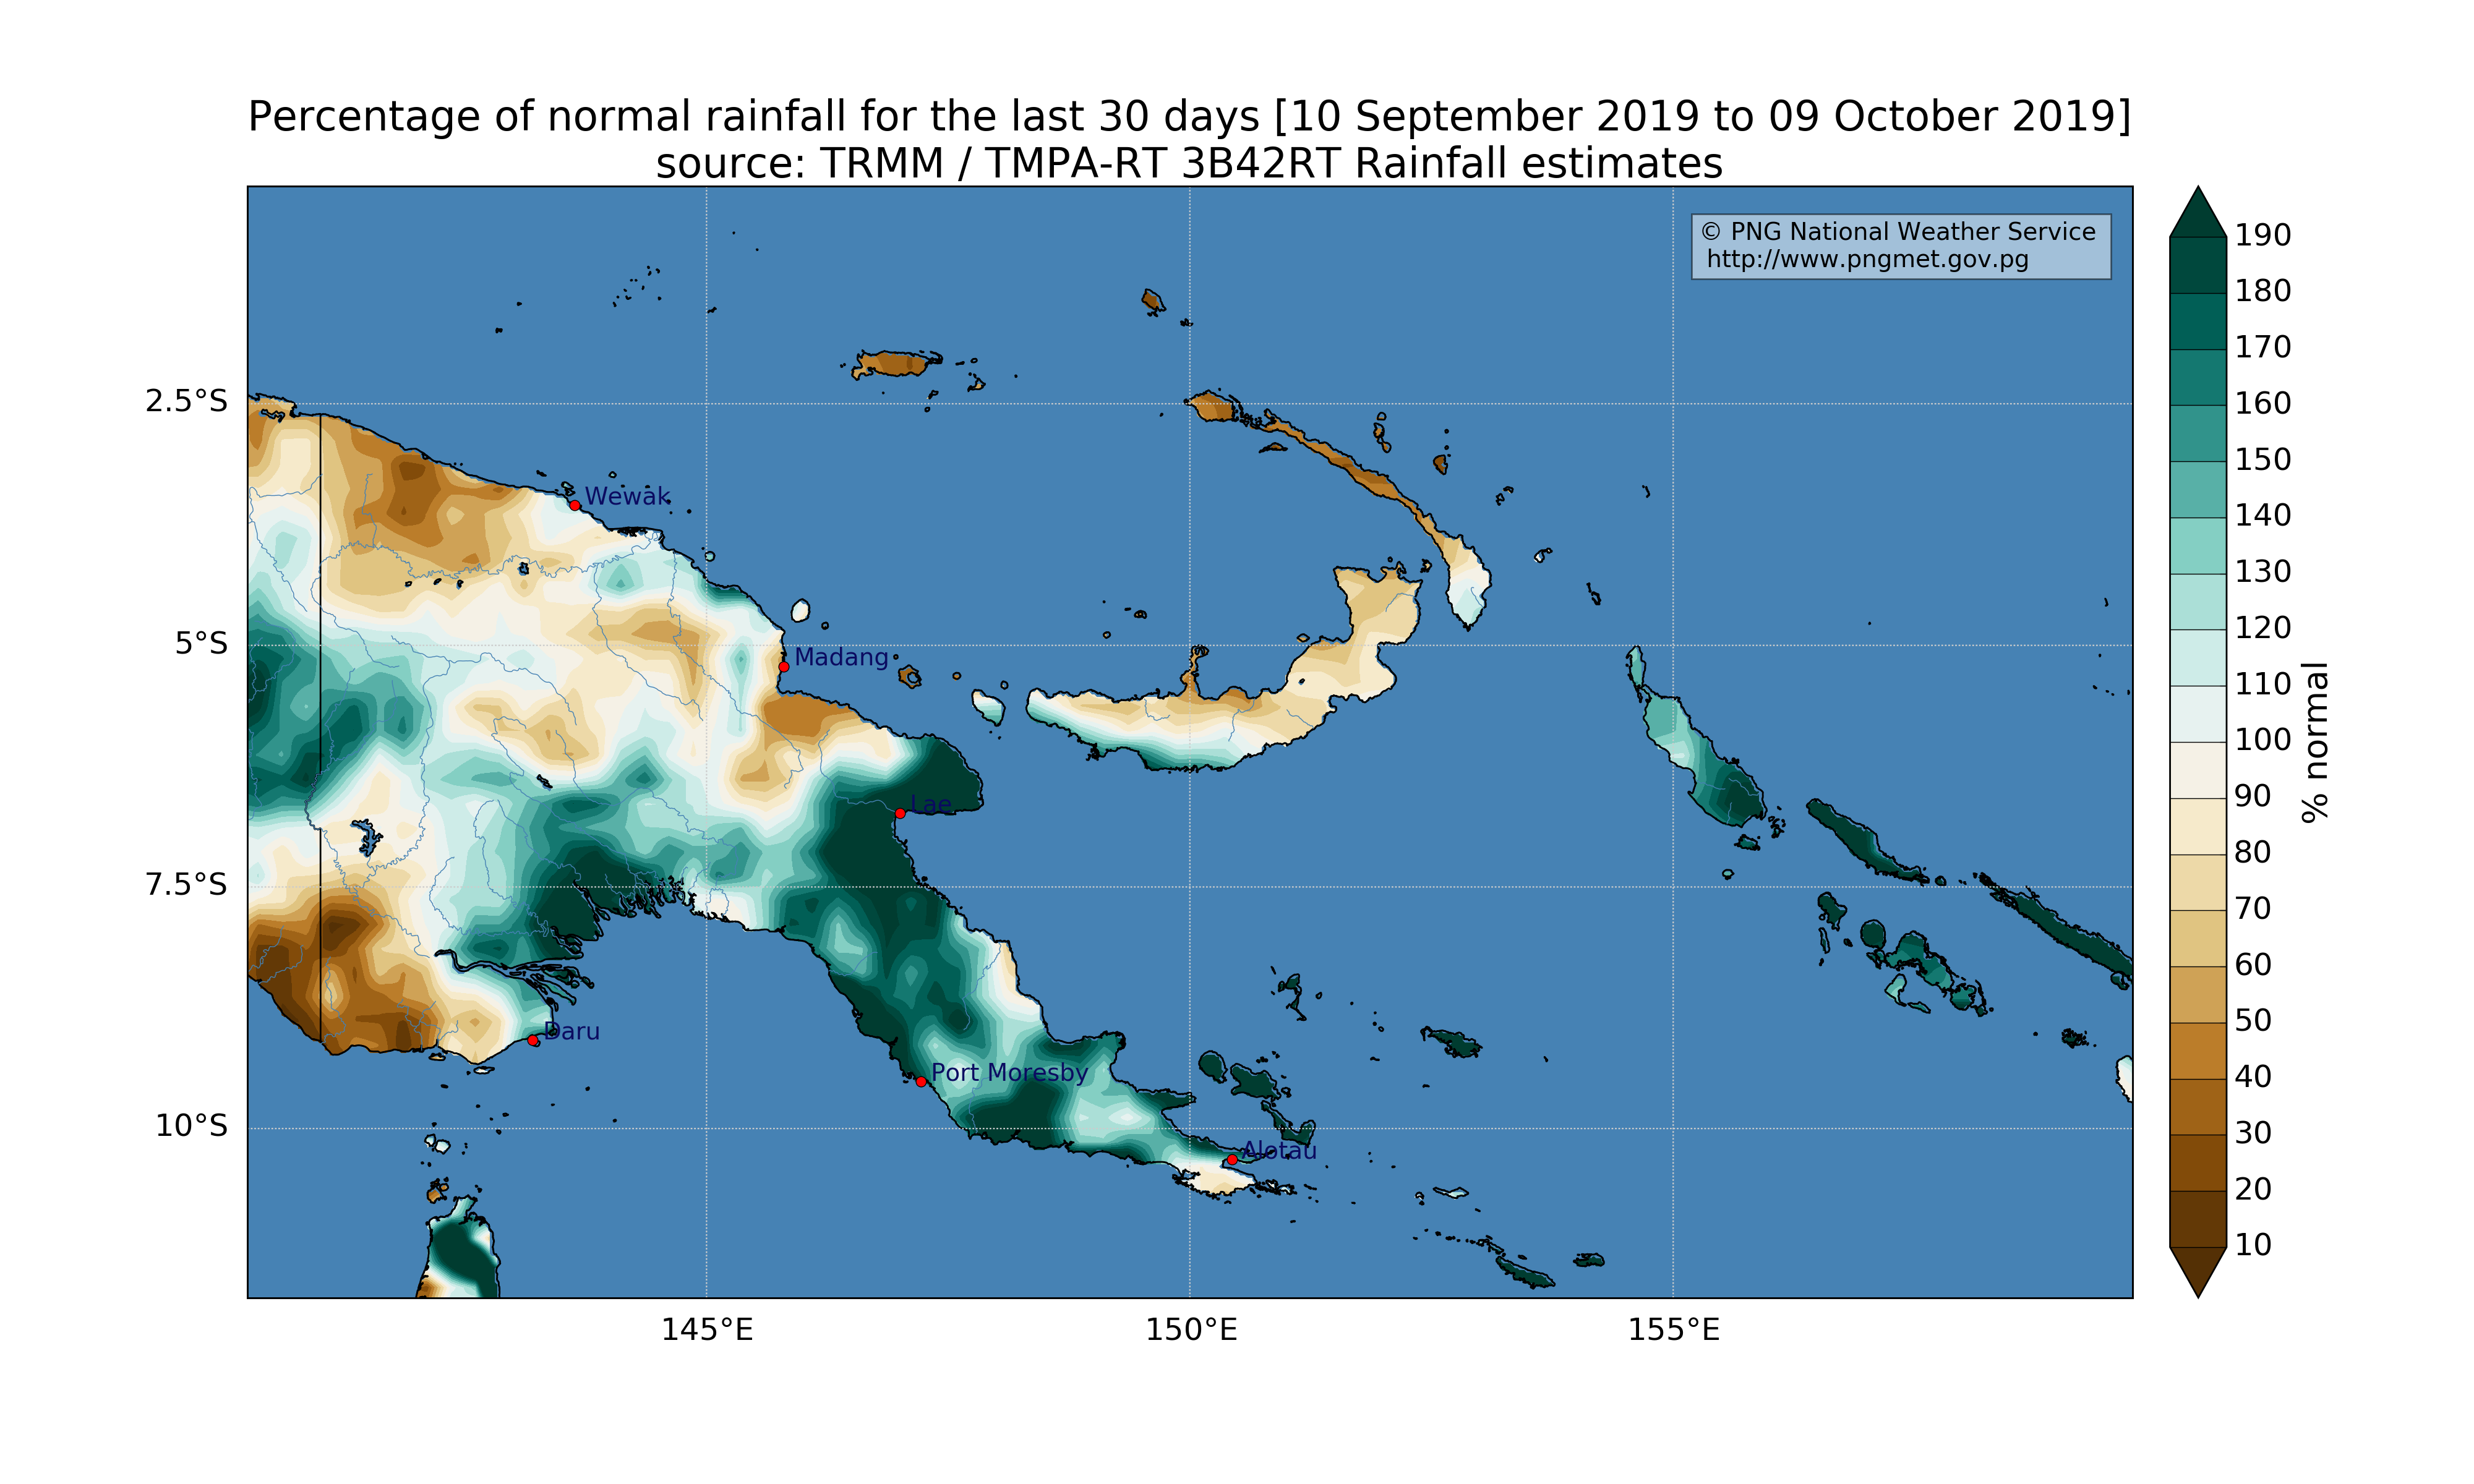 Percentage of normal rainfall for the last 30 days [10 September 2019 to 09 October 2019]
source: TRMM / TMPA-RT 3B42RT Rainfall estimates
© PNG National Weather Service
http://www.pngmet.gov.pg
2.5°S
5°S
7.5°S
10°S
Wewak
Madang
Lae
Daru
Port Moresby
Alotau
145°E
150°E
155°E
190
180
170
160
150
140
130
120
110
100
90
80
70
60
50
40
30
20
10
% normal